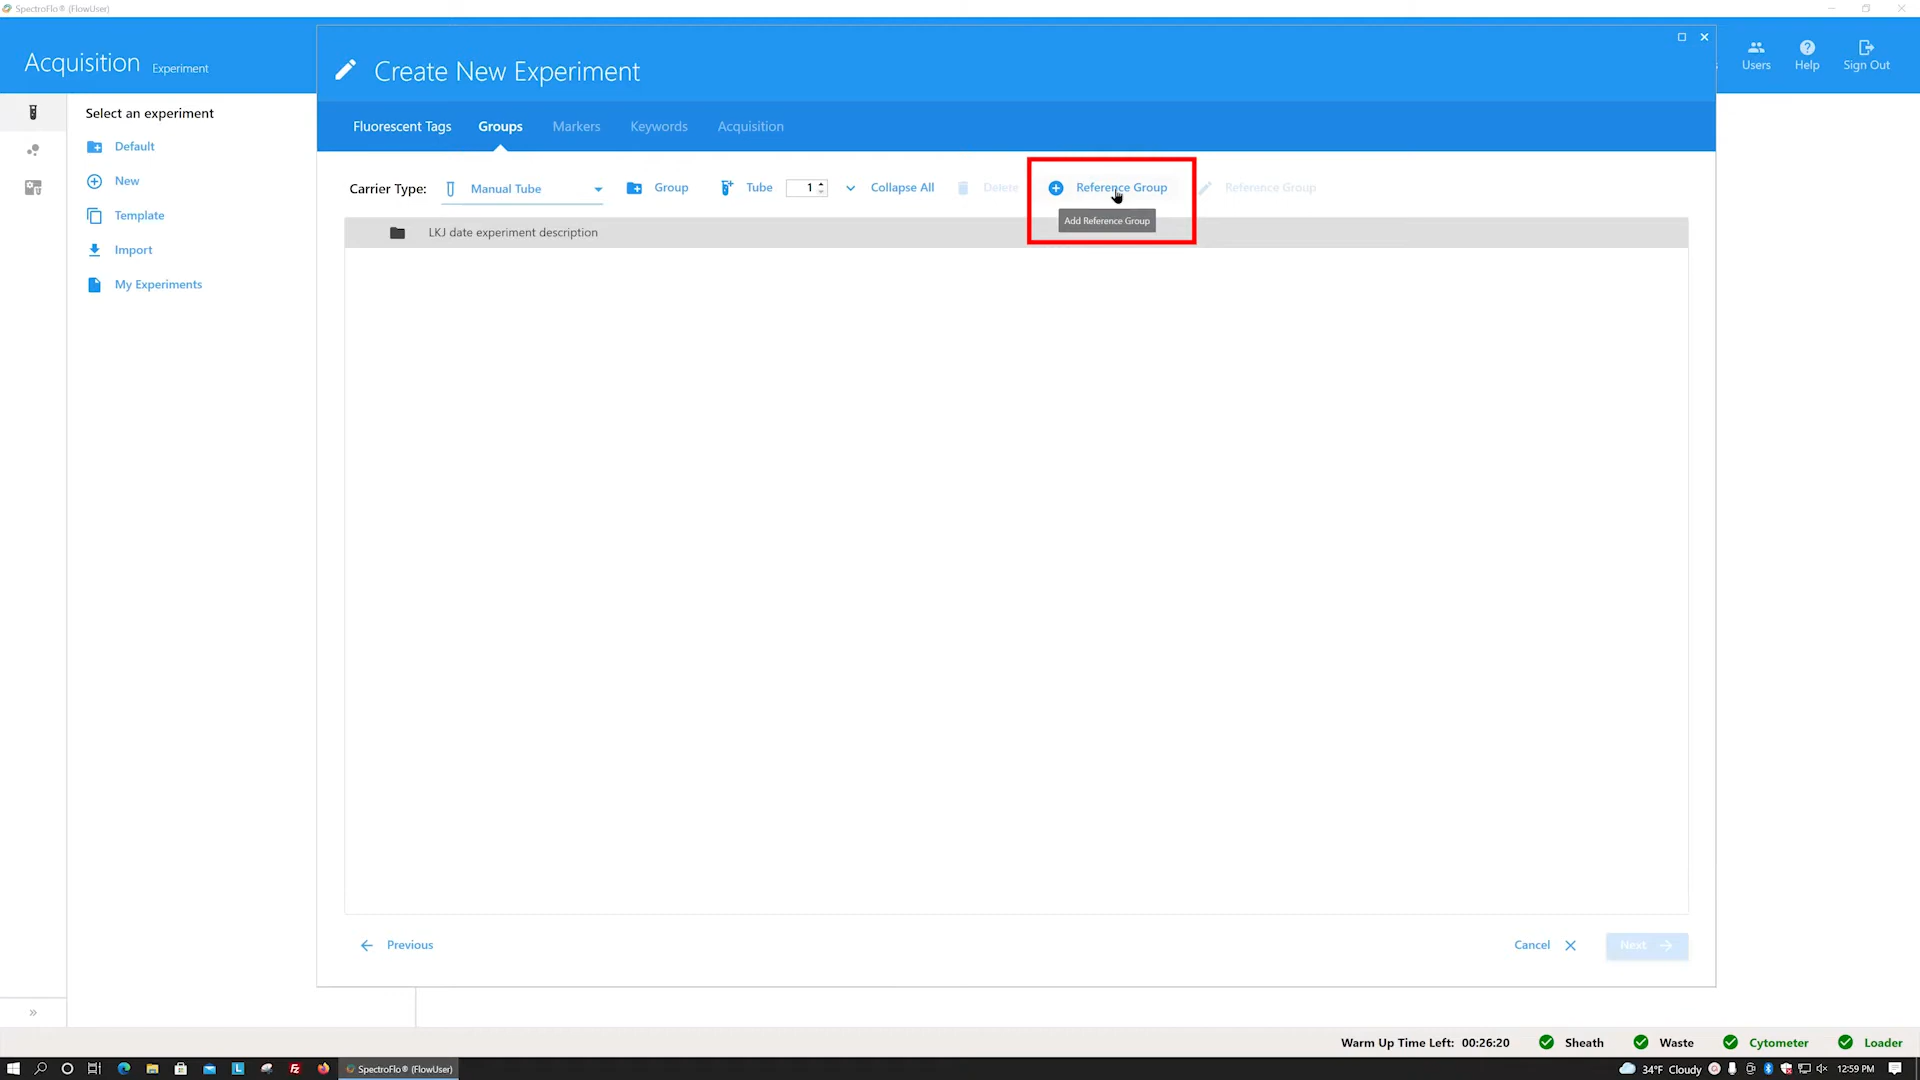 SpectroFlo® (FlowUser)
Acquisition Experiment
Create New Experiment
Users Help Sign Out
Fluorescent Tags Groups Markers Keywords Acquisition
Select an experiment
Default
New
Template
Import
My Experiments
Carrier Type: Manual Tube Group Tube 1 Collapse All Delete Reference Group Reference Group
Add Reference Group
LKJ date experiment description
Previous Cancel Next
Warm Up Time Left: 00:26:20 Sheath Waste Cytometer Loader
SpectroFlo® (FlowUser) 34°F Cloudy 12:59 PM